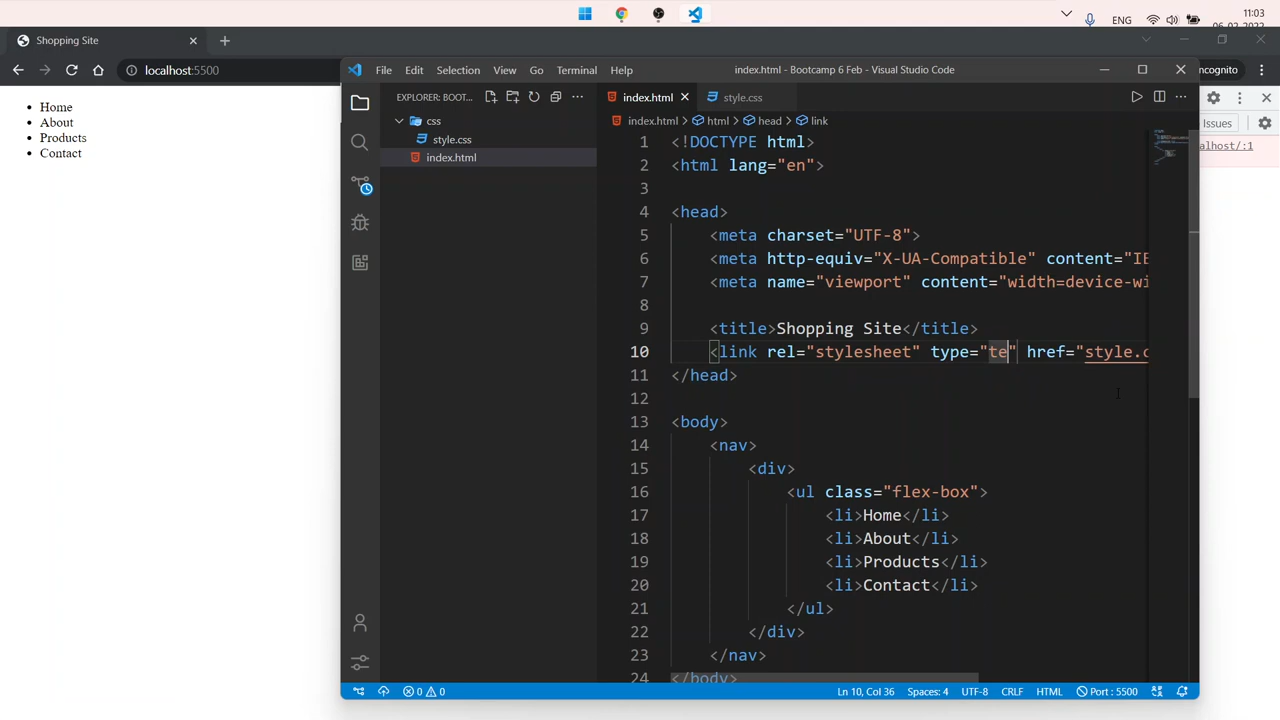 ENG
11:03
06-02-2022
Shopping Site
localhost:5500
Incognito
Home
About
Products
Contact
Issues
File Edit Selection View Go Terminal Help
index.html - Bootcamp 6 Feb - Visual Studio Code
EXPLORER: BOOT...
css
style.css
index.html
index.html
style.css
index.html > html > head > link
1 <!DOCTYPE html>
2 <html lang="en">
3
4 <head>
5 <meta charset="UTF-8">
6 <meta http-equiv="X-UA-Compatible" content="IE
7 <meta name="viewport" content="width=device-wi
8
9 <title>Shopping Site</title>
10 <link rel="stylesheet" type="te" href="style.c
11 </head>
12
13 <body>
14 <nav>
15 <div>
16 <ul class="flex-box">
17 <li>Home</li>
18 <li>About</li>
19 <li>Products</li>
20 <li>Contact</li>
21 </ul>
22 </div>
23 </nav>
24 </body>
0 0
Ln 10, Col 36 Spaces: 4 UTF-8 CRLF HTML Port : 5500
alhost/:1